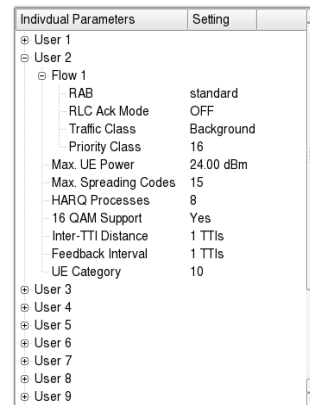 Indivdual Parameters Setting
User 1
User 2
Flow 1
RAB standard
RLC Ack Mode OFF
Traffic Class Background
Priority Class 16
Max. UE Power 24.00 dBm
Max. Spreading Codes 15
HARQ Processes 8
16 QAM Support Yes
Inter-TTI Distance 1 TTIs
Feedback Interval 1 TTIs
UE Category 10
User 3
User 4
User 5
User 6
User 7
User 8
User 9